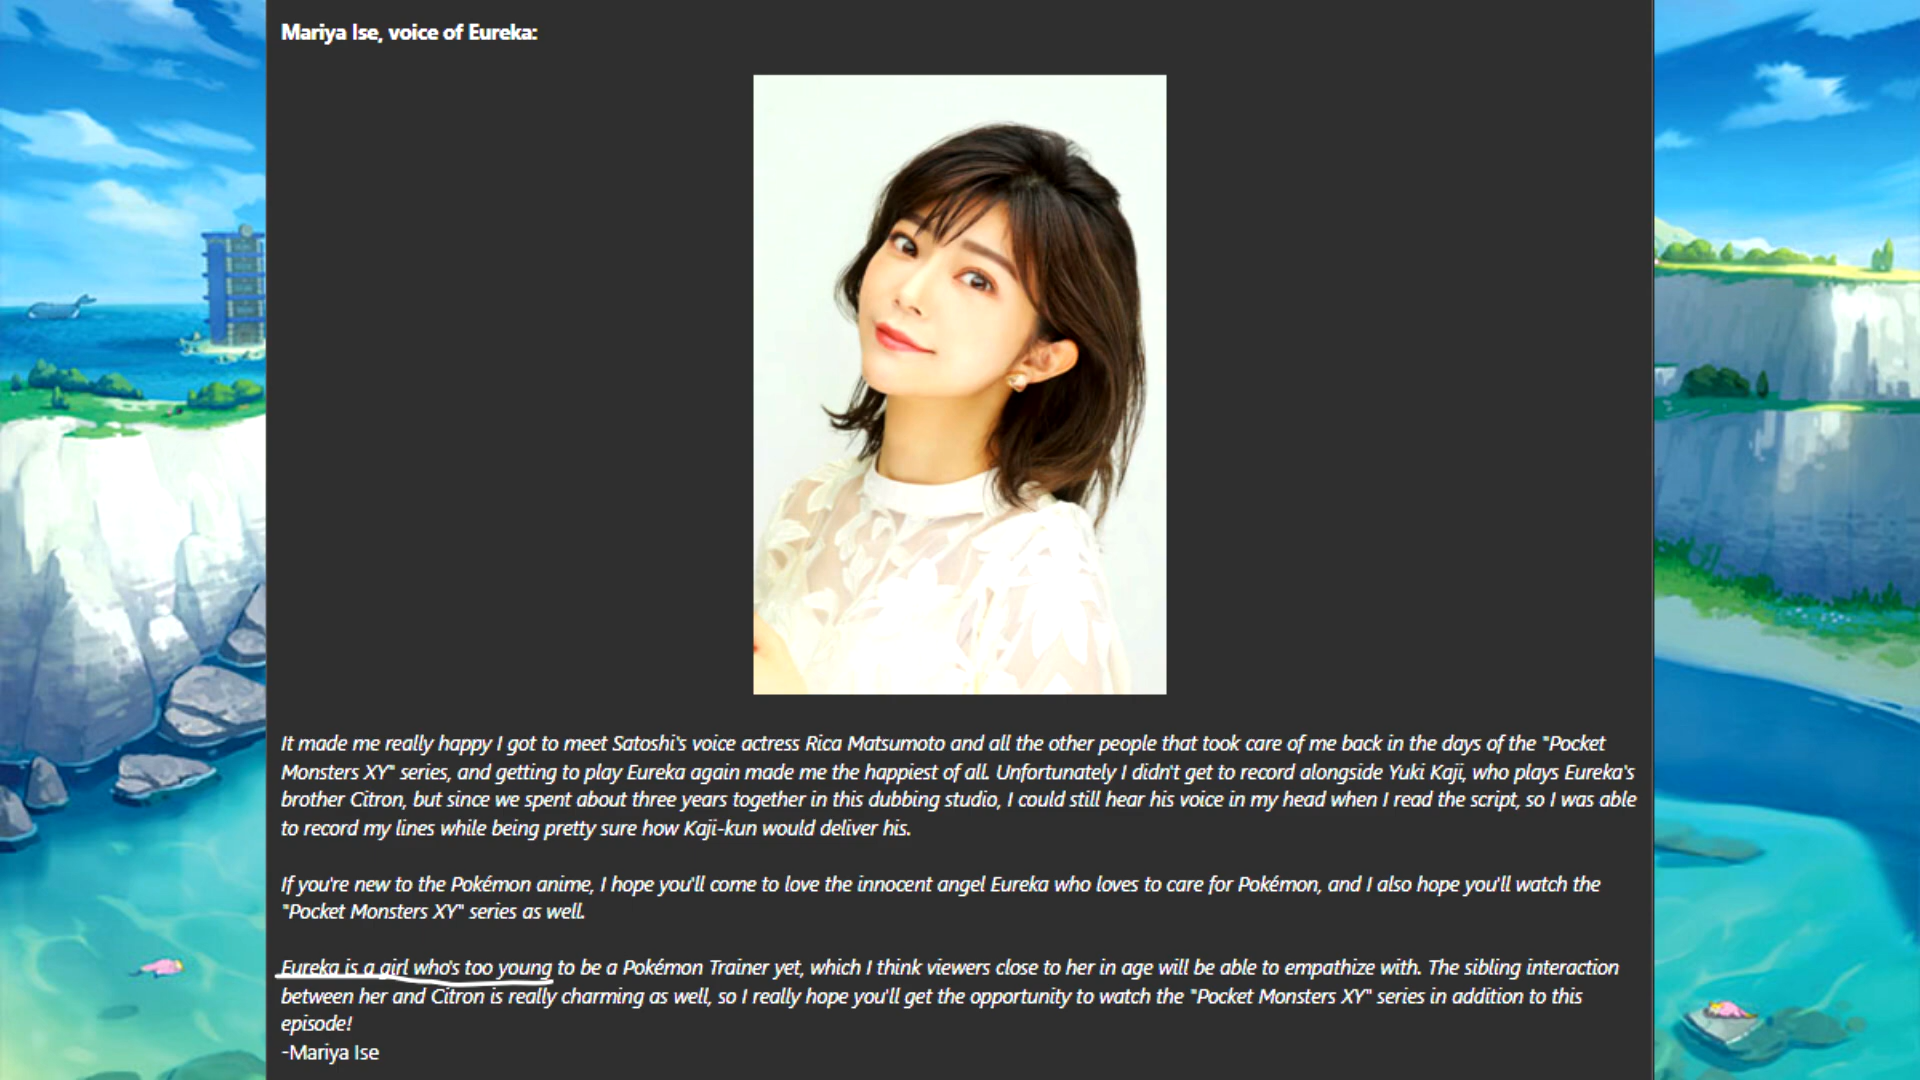 Mariya Ise, voice of Eureka:
It made me really happy I got to meet Satoshi's voice actress Rica Matsumoto and all the other people that took care of me back in the days of the "Pocket
Monsters XY" series, and getting to play Eureka again made me the happiest of all. Unfortunately I didn't get to record alongside Yuki Kaji, who plays Eureka's
brother Citron, but since we spent about three years together in this dubbing studio, I could still hear his voice in my head when I read the script, so I was able
to record my lines while being pretty sure how Kaji-kun would deliver his.
If you're new to the Pokémon anime, I hope you'll come to love the innocent angel Eureka who loves to care for Pokémon, and I also hope you'll watch the
"Pocket Monsters XY" series as well.
Eureka is a girl who's too young to be a Pokémon Trainer yet, which I think viewers close to her in age will be able to empathize with. The sibling interaction
between her and Citron is really charming as well, so I really hope you'll get the opportunity to watch the "Pocket Monsters XY" series in addition to this
episode!
-Mariya Ise